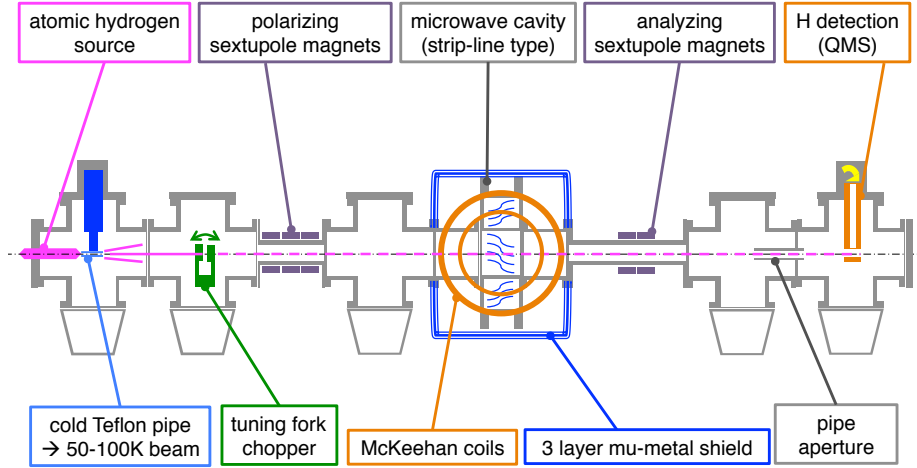 atomic hydrogen
source
polarizing
sextupole magnets
microwave cavity
(strip-line type)
analyzing
sextupole magnets
H detection
(QMS)
cold Teflon pipe
→ 50-100K beam
tuning fork
chopper
McKeehan coils
3 layer mu-metal shield
pipe
aperture